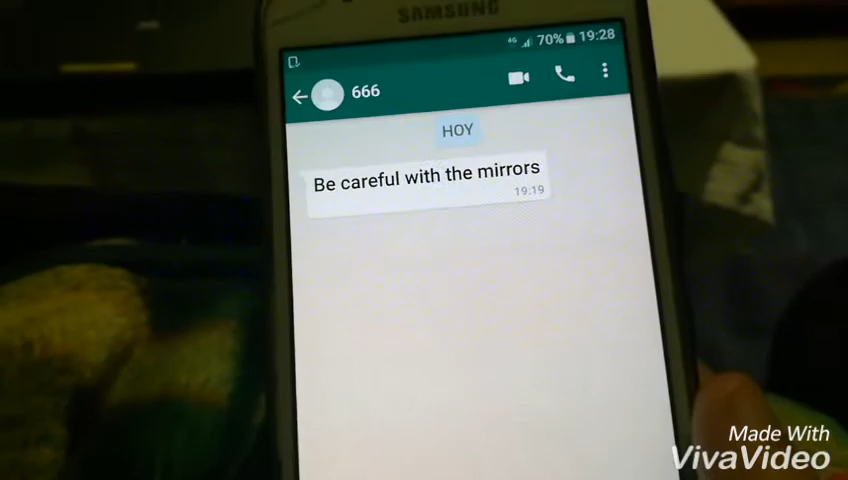 SAMSUNG
4G 70% 19:28
666
HOY
Be careful with the mirrors
19:19
Made With
VivaVideo